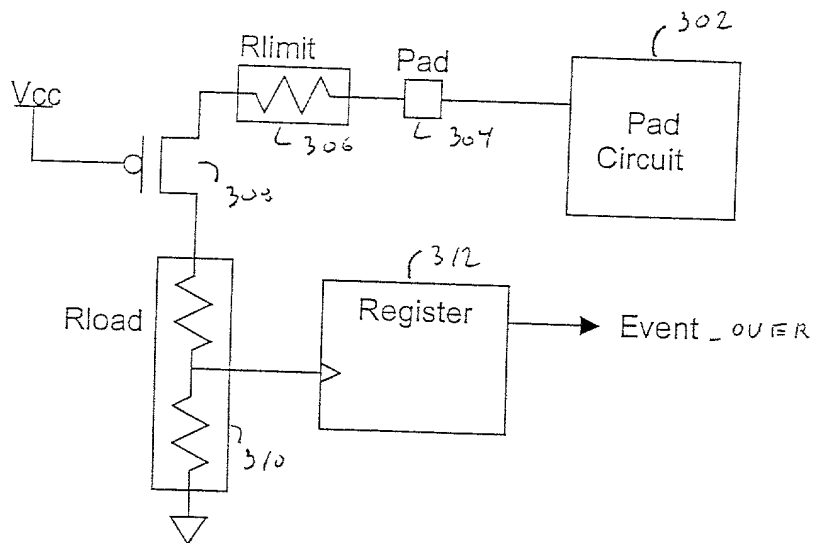 302
Rlimit
Pad
Vcc
Pad
Circuit
306
304
308
312
Rload
Register
Event_OVER
310